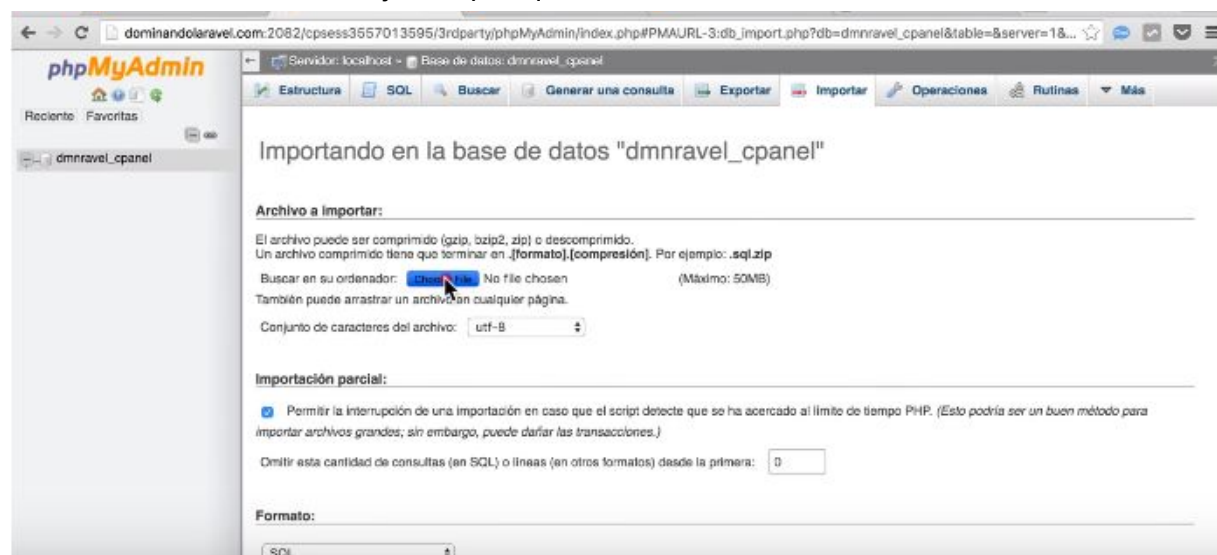 dominandolaravel.com:2082/cpsess3557013595/3rdparty/phpMyAdmin/index.php#PMAURL-3:db_import.php?db=dmnravel_cpanel&table=&server=1&...
phpMyAdmin
Servidor: localhost » Base de datos: dmnravel_cpanel
Estructura SQL Buscar Generar una consulta Exportar Importar Operaciones Rutinas Más
Reciente Favoritas
dmnravel_cpanel
Importando en la base de datos "dmnravel_cpanel"
Archivo a importar:
El archivo puede ser comprimido (gzip, bzip2, zip) o descomprimido.
Un archivo comprimido tiene que terminar en .[formato].[compresión]. Por ejemplo: .sql.zip
Buscar en su ordenador: No file chosen (Máximo: 50MB)
También puede arrastrar un archivo en cualquier página.
Conjunto de caracteres del archivo: utf-8
Importación parcial:
Permitir la interrupción de una importación en caso que el script detecte que se ha acercado al límite de tiempo PHP. (Esto podría ser un buen método para
importar archivos grandes; sin embargo, puede dañar las transacciones.)
Omitir esta cantidad de consultas (en SQL) o líneas (en otros formatos) desde la primera: 0
Formato:
SQL